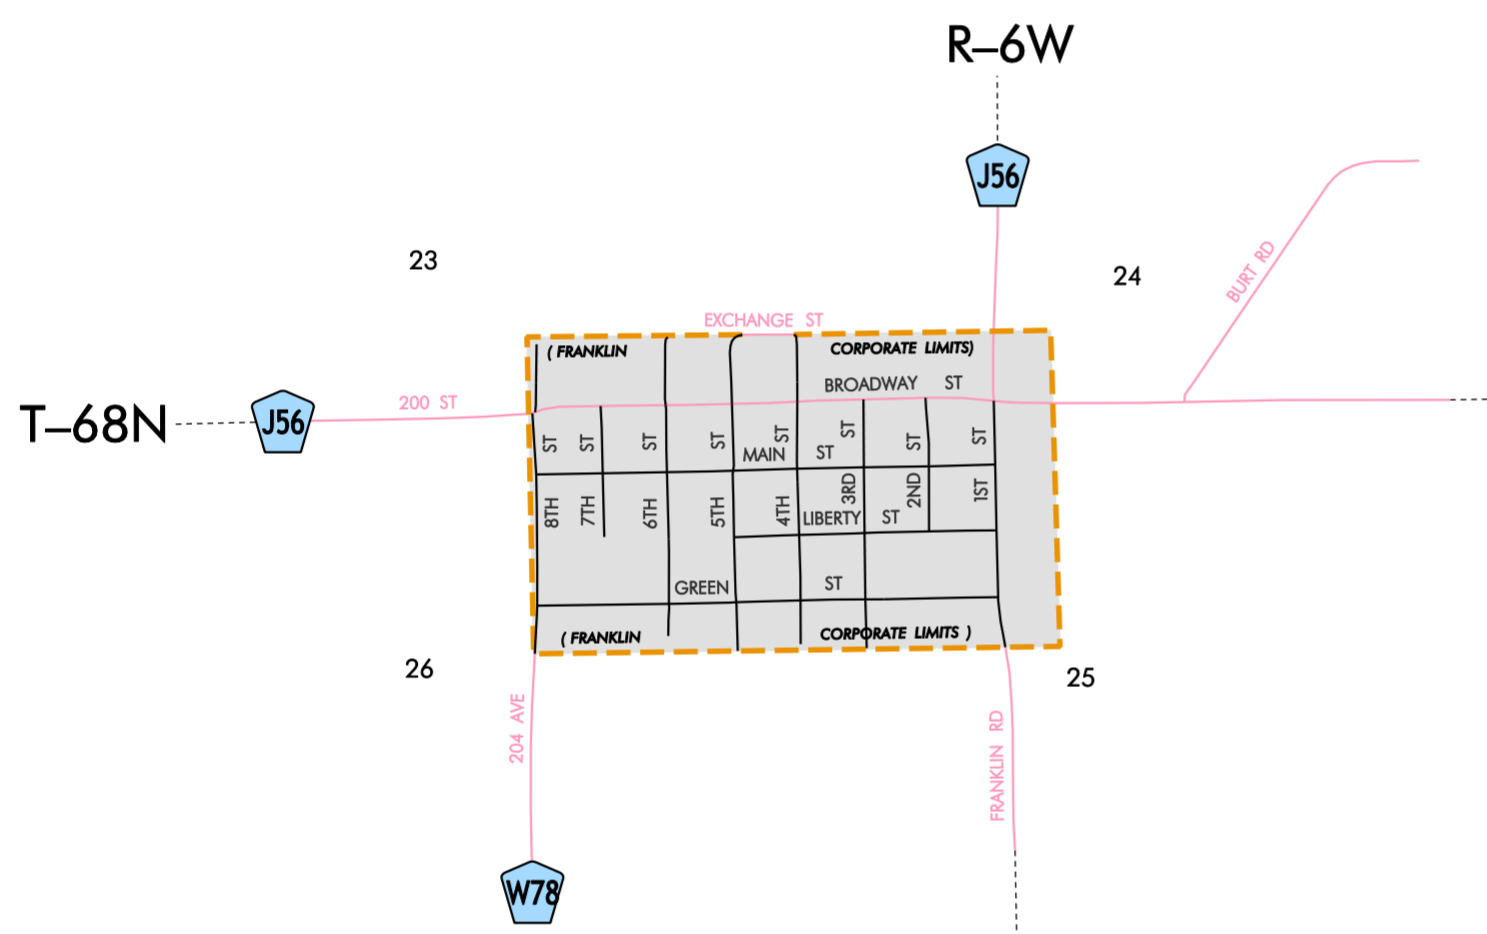 R–6W
J56
23
24
BURT RD
EXCHANGE ST
( FRANKLIN CORPORATE LIMITS)
BROADWAY ST
200 ST
T–68N
J56
MAIN ST
8TH ST
7TH ST
6TH ST
5TH ST
4TH ST
3RD ST
2ND ST
1ST ST
LIBERTY ST
GREEN ST
( FRANKLIN CORPORATE LIMITS )
26
25
204 AVE
FRANKLIN RD
W78